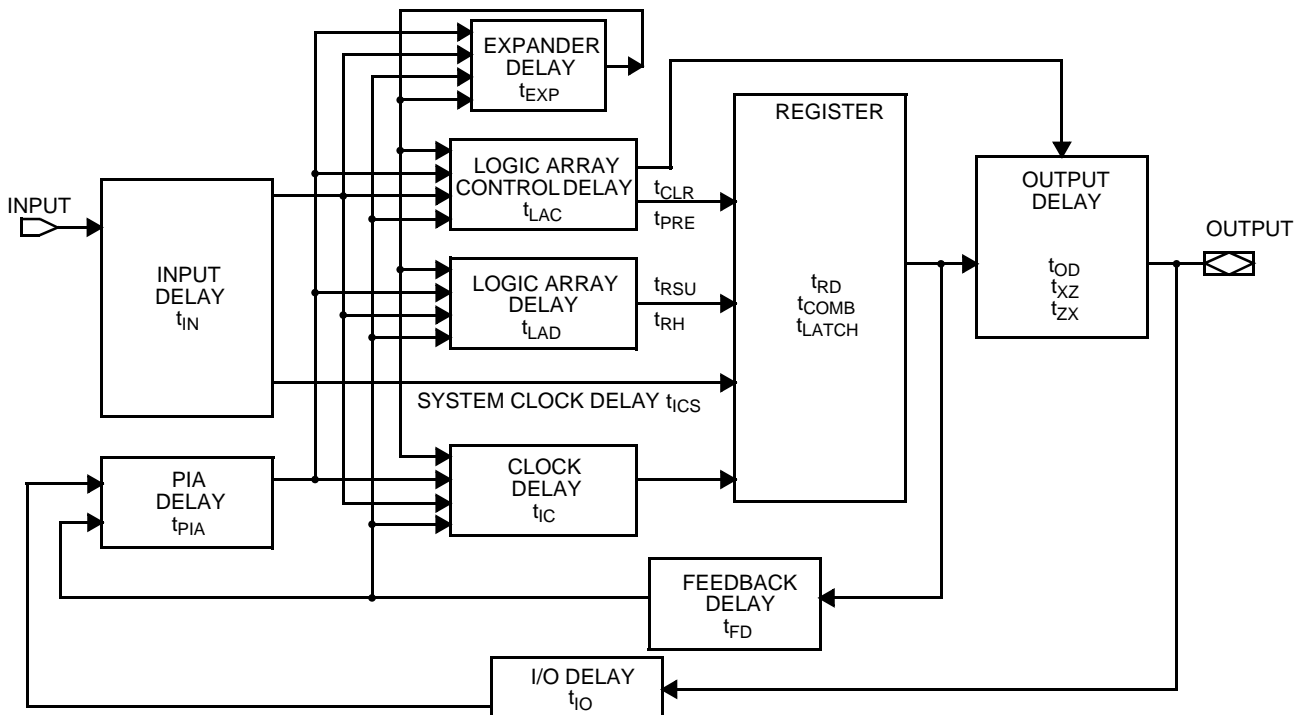 EXPANDER
DELAY
tEXP
REGISTER
LOGIC ARRAY
CONTROL DELAY
tLAC
tCLR
tPRE
OUTPUT
DELAY
tOD
tXZ
tZX
INPUT
OUTPUT
INPUT
DELAY
tIN
LOGIC ARRAY
DELAY
tLAD
tRSU
tRH
tRD
tCOMB
tLATCH
SYSTEM CLOCK DELAY tICS
PIA
DELAY
tPIA
CLOCK
DELAY
tIC
FEEDBACK
DELAY
tFD
I/O DELAY
tIO